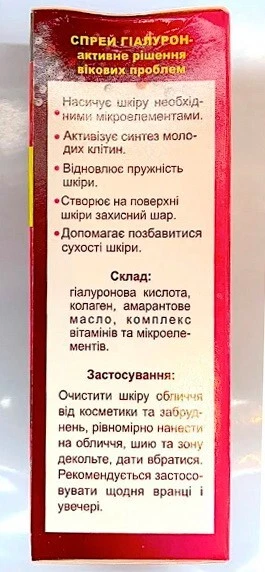 СПРЕЙ ГІАЛУРОН-
активне рішення
вікових проблем
Насичує шкіру необхід-
ними мікроелементами.
• Активізує синтез моло-
дих клітин.
• Відновлює пружність
шкіри.
• Створює на поверхні
шкіри захисний шар.
• Допомагає позбавитися
сухості шкіри.
Склад:
гіалуронова кислота,
колаген, амарантове
масло, комплекс
вітамінів та мікроеле-
ментів.
Застосування:
Очистити шкіру обличчя
від косметики та забруд-
нень, рівномірно нанести
на обличчя, шию та зону
декольте, дати вбратися.
Рекомендується застосо-
вувати щодня вранці і
увечері.